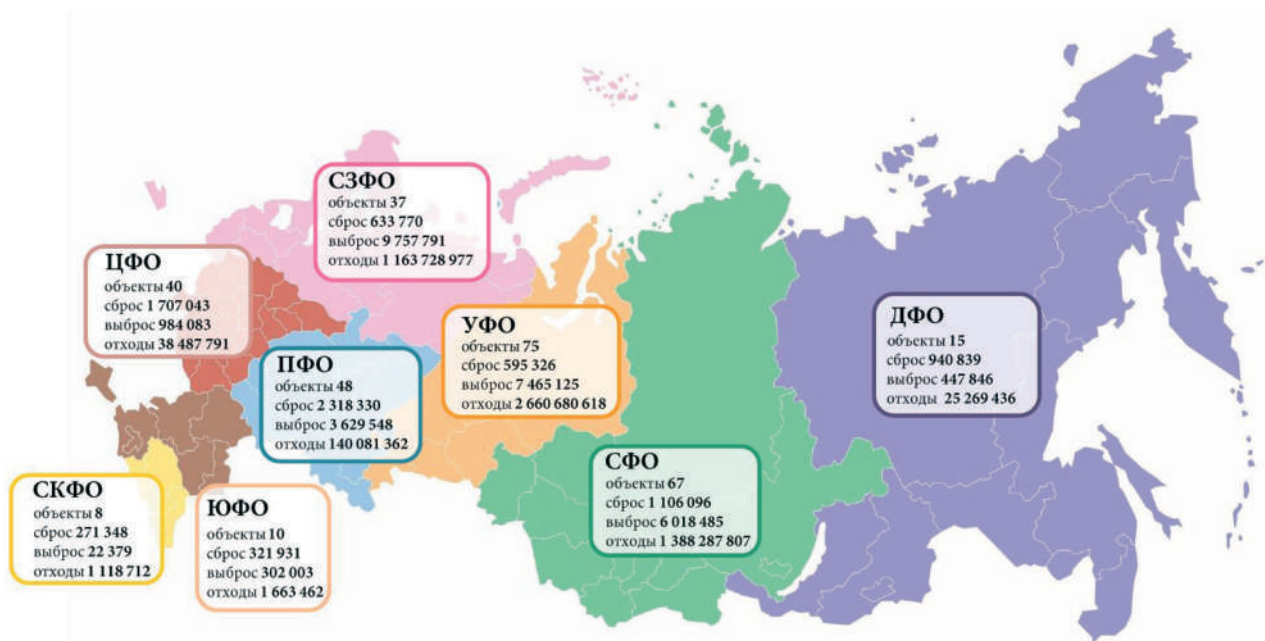 СЗФО
объекты 37
сброс 633 770
выброс 9 757 791
отходы 1 163 728 977
ЦФО
объекты 40
сброс 1 707 043
выброс 984 083
отходы 38 487 791
УФО
объекты 75
сброс 595 326
выброс 7 465 125
отходы 2 660 680 618
ДФО
объекты 15
сброс 940 839
выброс 447 846
отходы 25 269 436
ПФО
объекты 48
сброс 2 318 330
выброс 3 629 548
отходы 140 081 362
СФО
объекты 67
сброс 1 106 096
выброс 6 018 485
отходы 1 388 287 807
СКФО
объекты 8
сброс 271 348
выброс 22 379
отходы 1 118 712
ЮФО
объекты 10
сброс 321 931
выброс 302 003
отходы 1 663 462